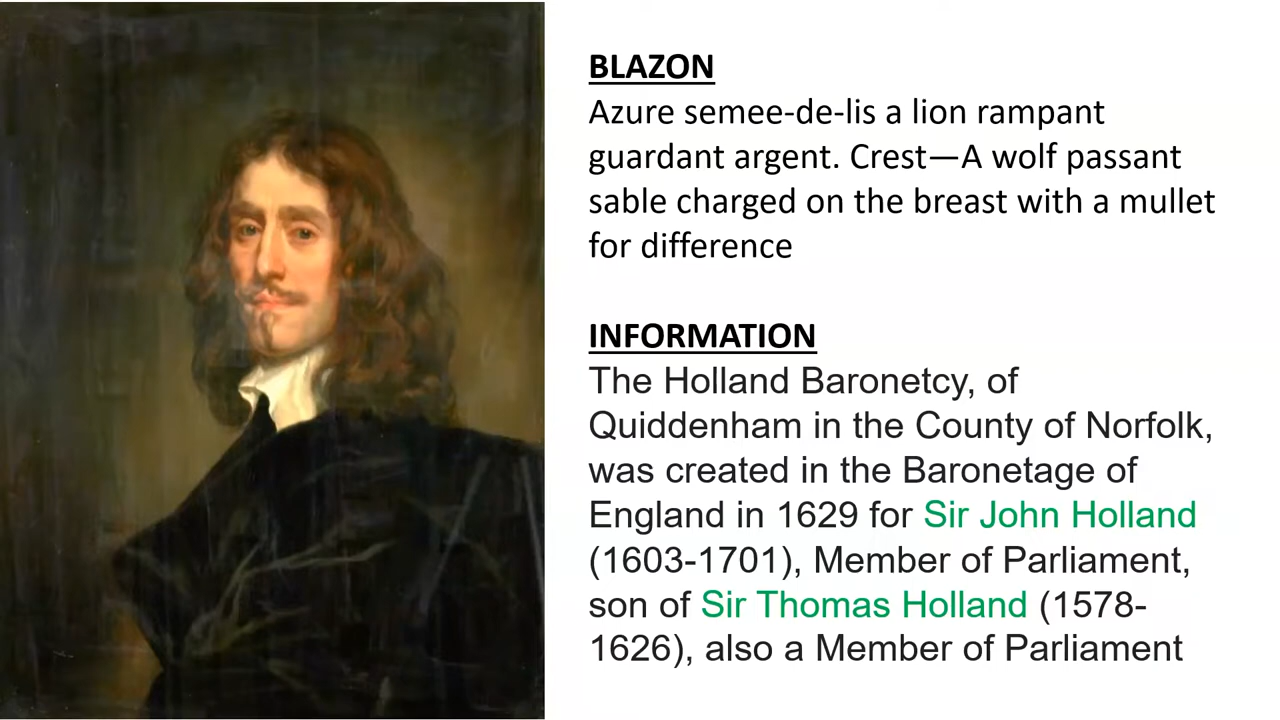 BLAZON
Azure semee-de-lis a lion rampant
guardant argent. Crest—A wolf passant
sable charged on the breast with a mullet
for difference
INFORMATION
The Holland Baronetcy, of
Quiddenham in the County of Norfolk,
was created in the Baronetage of
England in 1629 for Sir John Holland
(1603-1701), Member of Parliament,
son of Sir Thomas Holland (1578-
1626), also a Member of Parliament